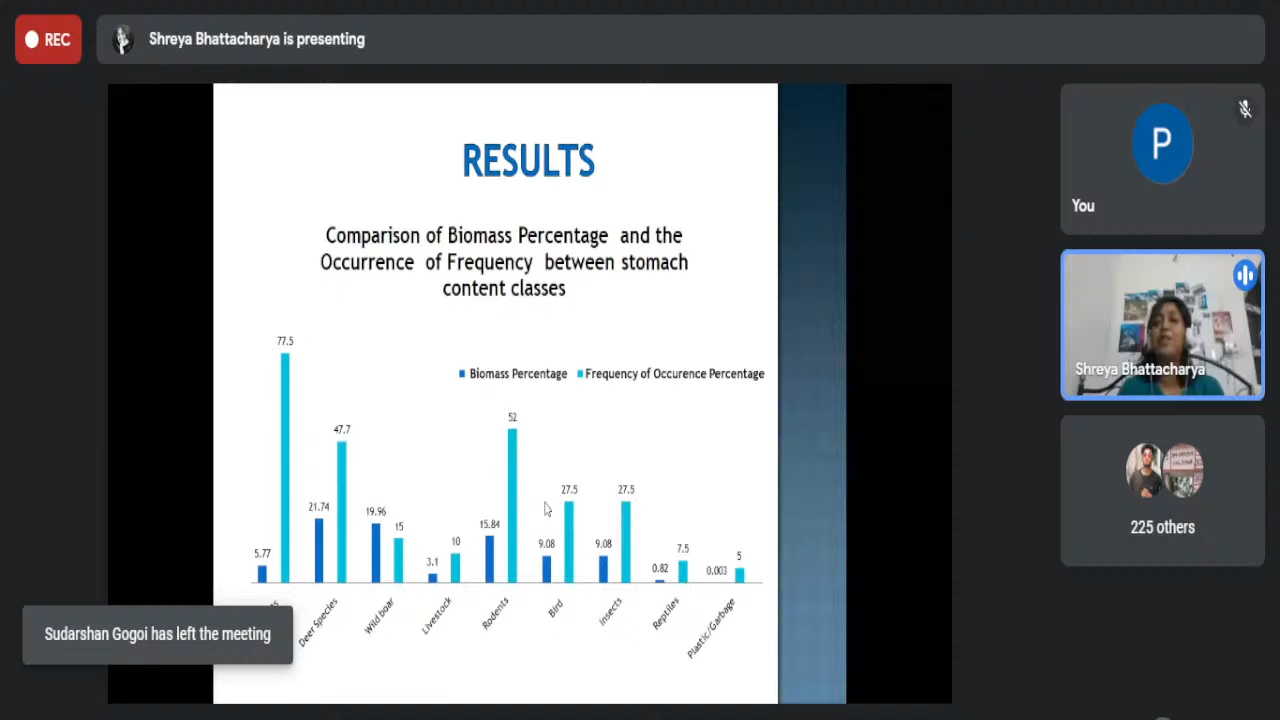 REC
Shreya Bhattacharya is presenting
RESULTS
Comparison of Biomass Percentage and the
Occurrence of Frequency between stomach
content classes
Biomass Percentage
Frequency of Occurence Percentage
5.77
77.5
21.74
47.7
19.96
15
3.1
10
15.84
52
9.08
27.5
9.08
27.5
0.82
7.5
0.003
5
Deer Species
Wild boar
Livestock
Rodents
Bird
Insects
Reptiles
Plastic/Garbage
Sudarshan Gogoi has left the meeting
P
You
Shreya Bhattacharya
225 others